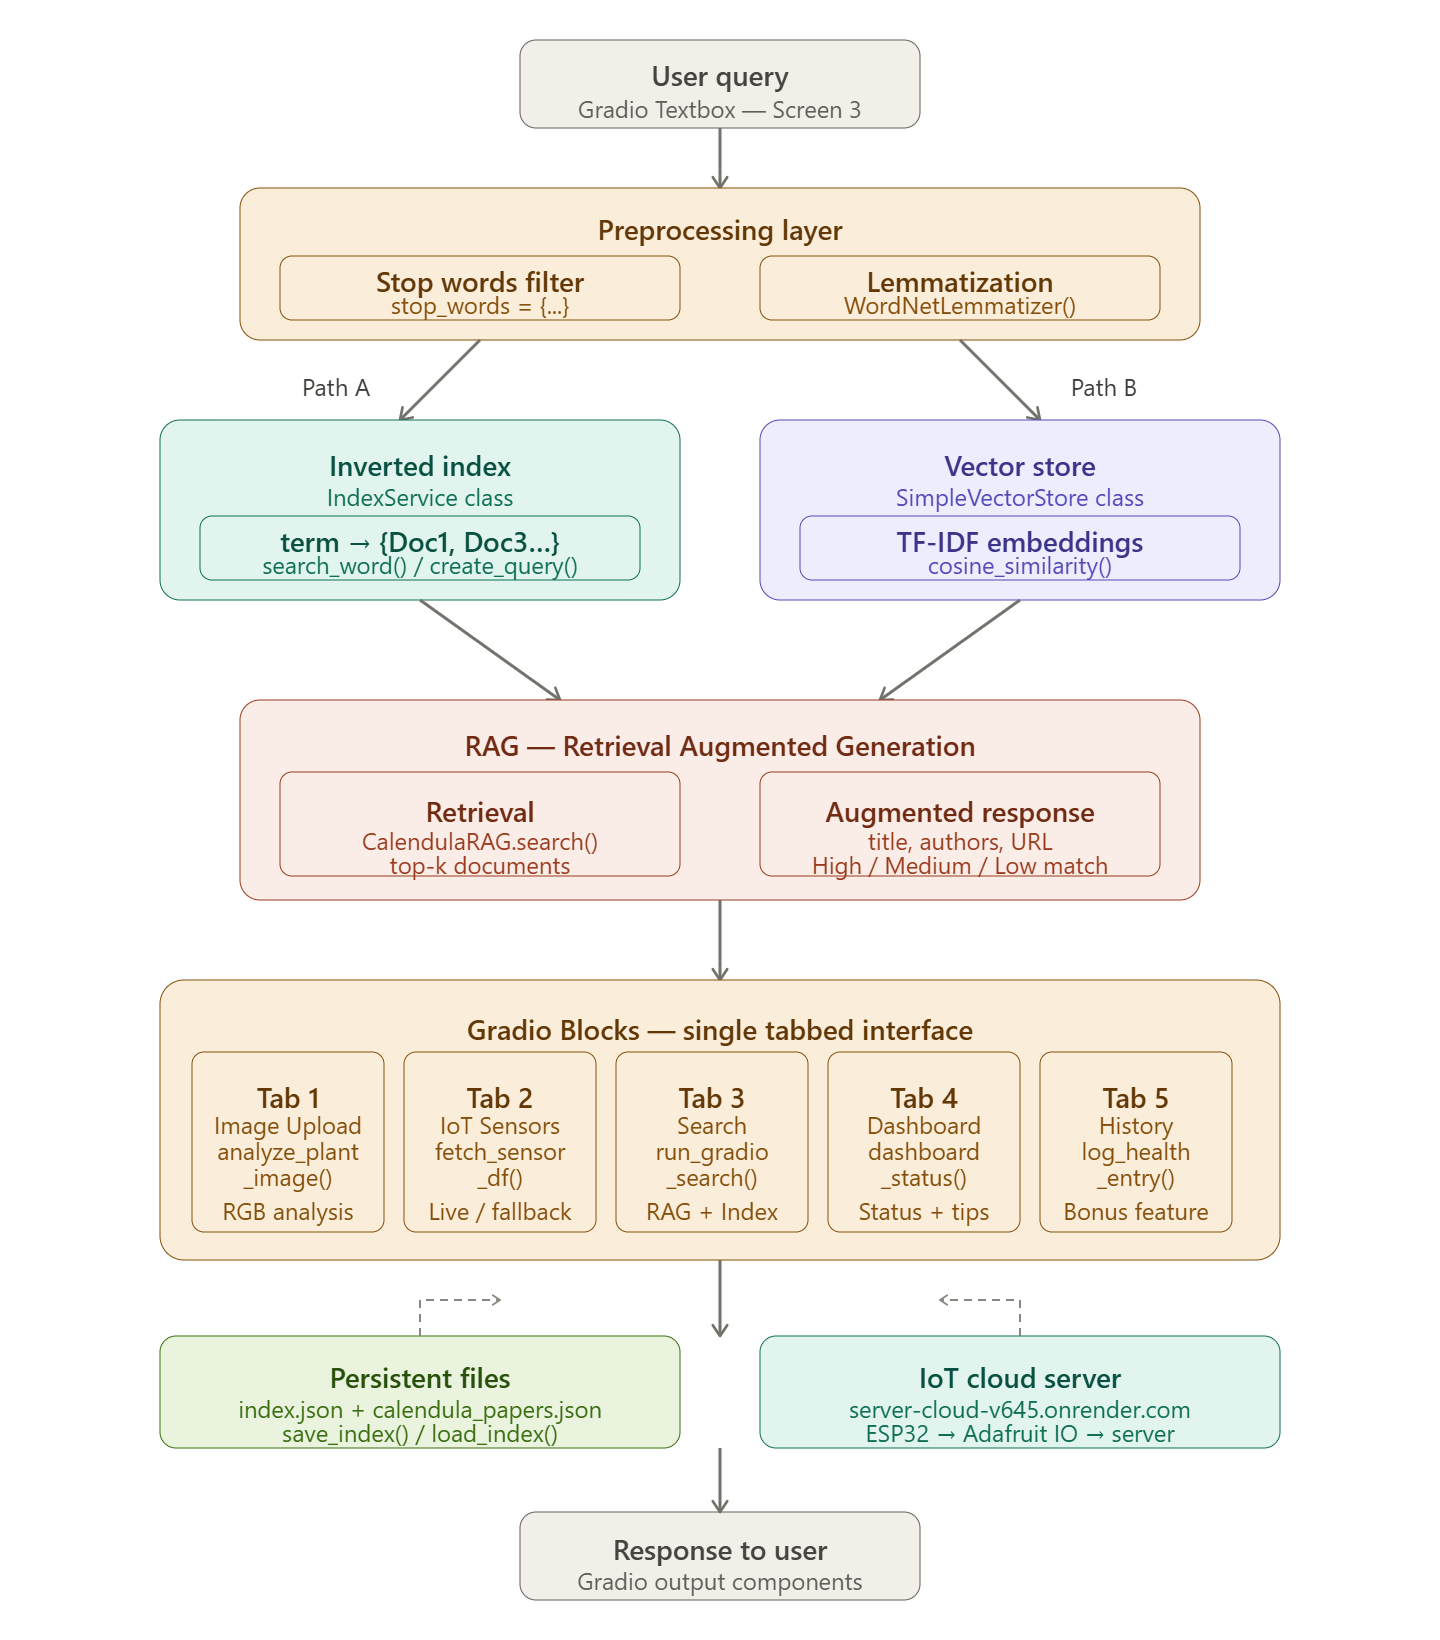 User query
Gradio Textbox — Screen 3
Preprocessing layer
Stop words filter
stop_words = {...}
Lemmatization
WordNetLemmatizer()
Path A
Path B
Inverted index
IndexService class
term → {Doc1, Doc3...}
search_word() / create_query()
Vector store
SimpleVectorStore class
TF-IDF embeddings
cosine_similarity()
RAG — Retrieval Augmented Generation
Retrieval
CalendulaRAG.search()
top-k documents
Augmented response
title, authors, URL
High / Medium / Low match
Gradio Blocks — single tabbed interface
Tab 1
Image Upload
analyze_plant
_image()
RGB analysis
Tab 2
IoT Sensors
fetch_sensor
_df()
Live / fallback
Tab 3
Search
run_gradio
_search()
RAG + Index
Tab 4
Dashboard
dashboard
_status()
Status + tips
Tab 5
History
log_health
_entry()
Bonus feature
Persistent files
index.json + calendula_papers.json
save_index() / load_index()
IoT cloud server
server-cloud-v645.onrender.com
ESP32 → Adafruit IO → server
Response to user
Gradio output components